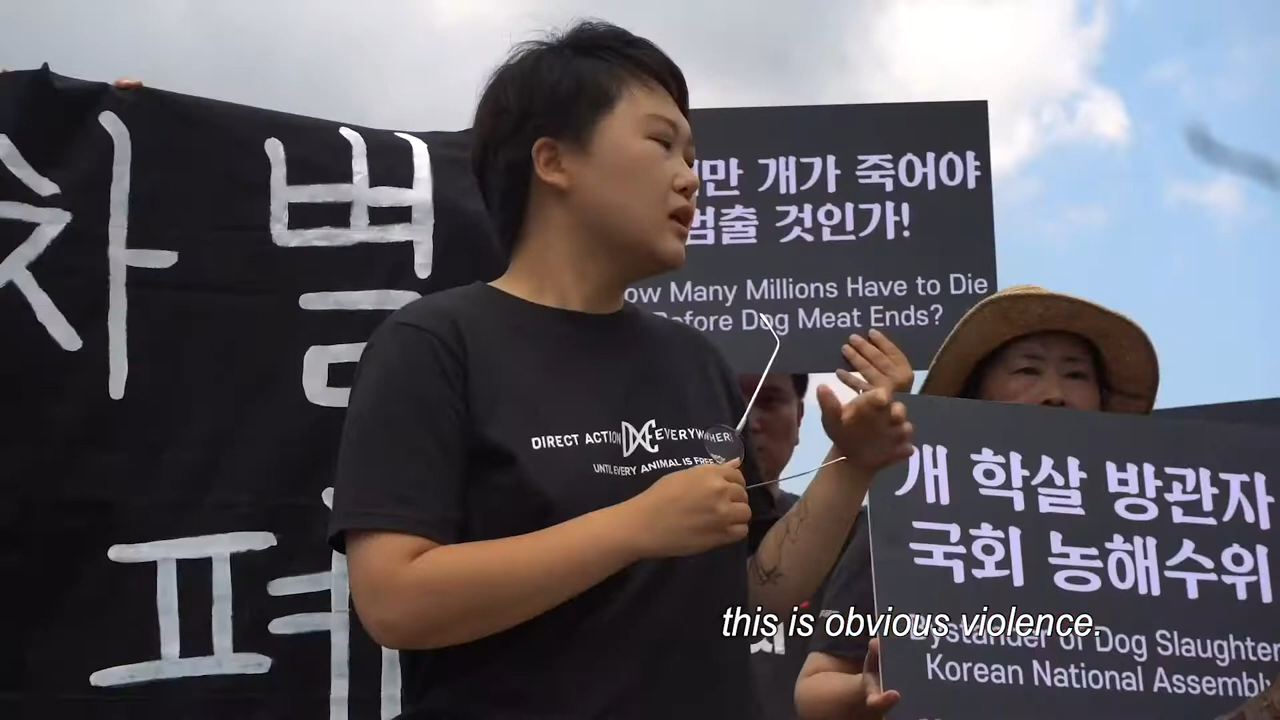 차별
만 개가 죽어야
멈출 것인가!
How Many Millions Have to Die
Before Dog Meat Ends?
DIRECT ACTION DXE EVERYWHERE
UNTIL EVERY ANIMAL IS FREE
개 학살 방관자
국회 농해수위
Bystander of Dog Slaughter
Korean National Assembly
this is obvious violence.